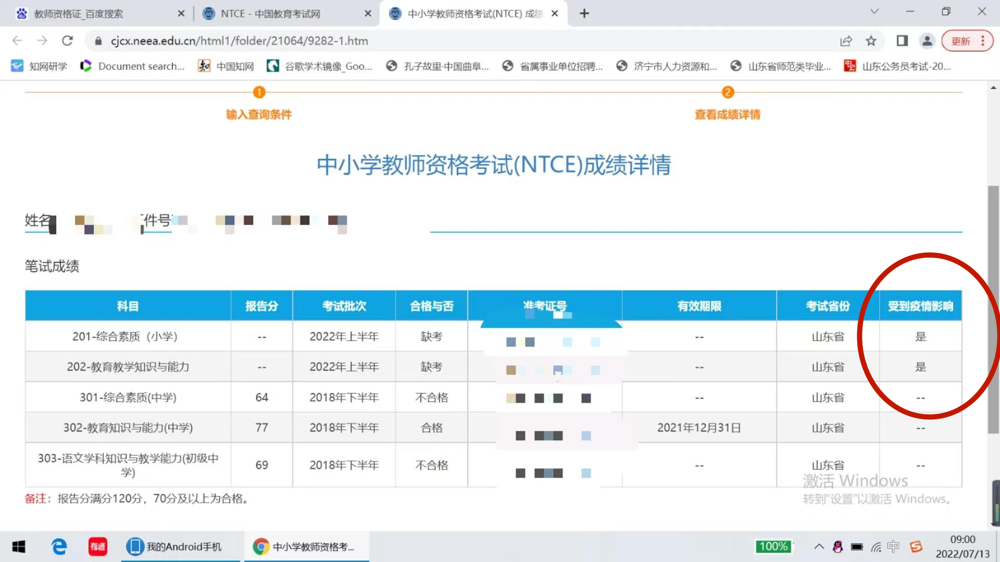 教师资格证_百度搜索
NTCE - 中国教育考试网
中小学教师资格考试(NTCE) 成绩
cjcx.neea.edu.cn/html1/folder/21064/9282-1.htm
更新
知网研学
Document search...
知
中国知网
谷歌学术镜像_Goo...
孔子故里·中国曲阜...
省属事业单位招聘...
济宁市人力资源和...
山东省师范类毕业...
山东公务员考试-20...
1
2
输入查询条件
查看成绩详情
中小学教师资格考试(NTCE)成绩详情
姓名
件号
笔试成绩
科目 报告分 考试批次 合格与否 准考证号 有效期限 考试省份 受到疫情影响
201-综合素质（小学） -- 2022年上半年 缺考 -- 山东省 是
202-教育教学知识与能力 -- 2022年上半年 缺考 -- 山东省 是
301-综合素质(中学) 64 2018年下半年 不合格 -- 山东省 --
302-教育知识与能力(中学) 77 2018年下半年 合格 2021年12月31日 山东省 --
303-语文学科知识与教学能力(初级中
学) 69 2018年下半年 不合格 -- 山东省 --
备注：报告分满分120分，70分及以上为合格。
激活 Windows
转到"设置"以激活 Windows。
有道
我的Android手机
中小学教师资格考...
100%
中
09:00
2022/07/13